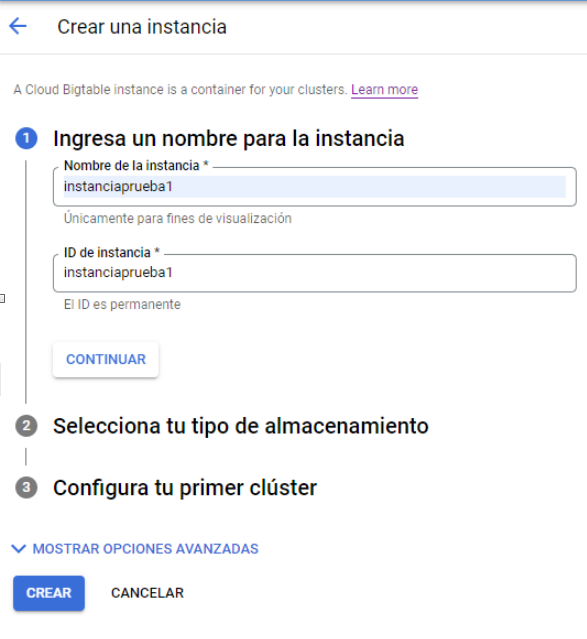 Crear una instancia
A Cloud Bigtable instance is a container for your clusters. Learn more
1 Ingresa un nombre para la instancia
Nombre de la instancia *
instanciaprueba1
Únicamente para fines de visualización
ID de instancia *
instanciaprueba1
El ID es permanente
CONTINUAR
2 Selecciona tu tipo de almacenamiento
3 Configura tu primer clúster
MOSTRAR OPCIONES AVANZADAS
CREAR CANCELAR